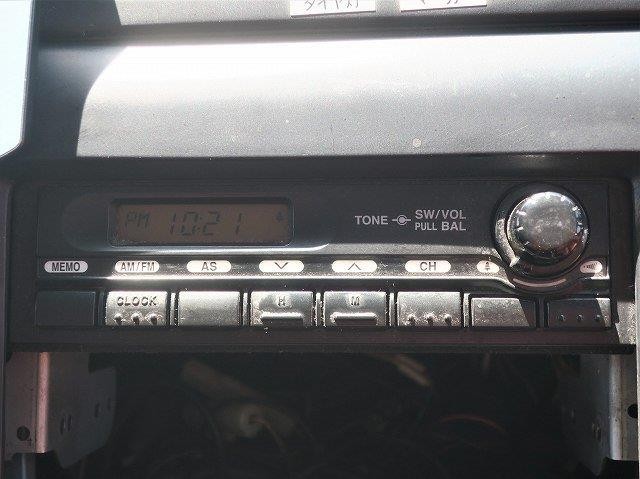 PM 10:21
TONE SW/VOL
PULL BAL
MEMO AM/FM AS CH
CLOCK H M